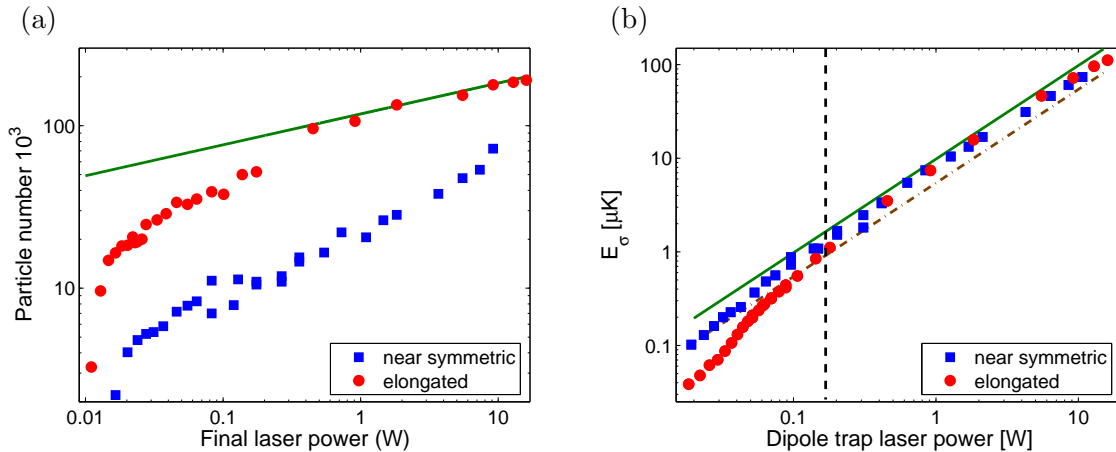 (a)
Particle number 10³
100
10
0.01
0.1
1
10
Final laser power (W)
near symmetric
elongated
(b)
E_σ [µK]
100
10
1
0.1
0.1
1
10
Dipole trap laser power [W]
near symmetric
elongated